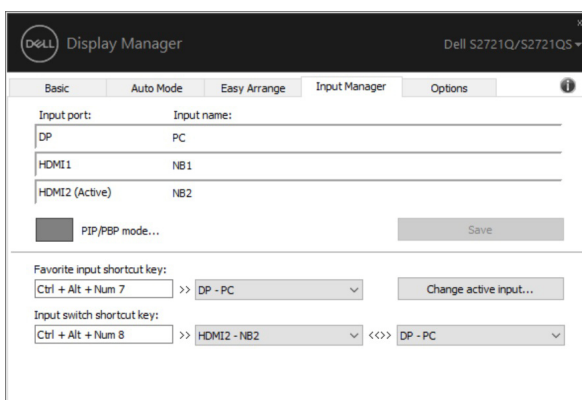 DELL Display Manager
Dell S2721Q/S2721QS
Basic Auto Mode Easy Arrange Input Manager Options
Input port: Input name:
DP PC
HDMI1 NB1
HDMI2 (Active) NB2
PIP/PBP mode... Save
Favorite input shortcut key:
Ctrl + Alt + Num 7 >> DP - PC Change active input...
Input switch shortcut key:
Ctrl + Alt + Num 8 >> HDMI2 - NB2 <<>> DP - PC